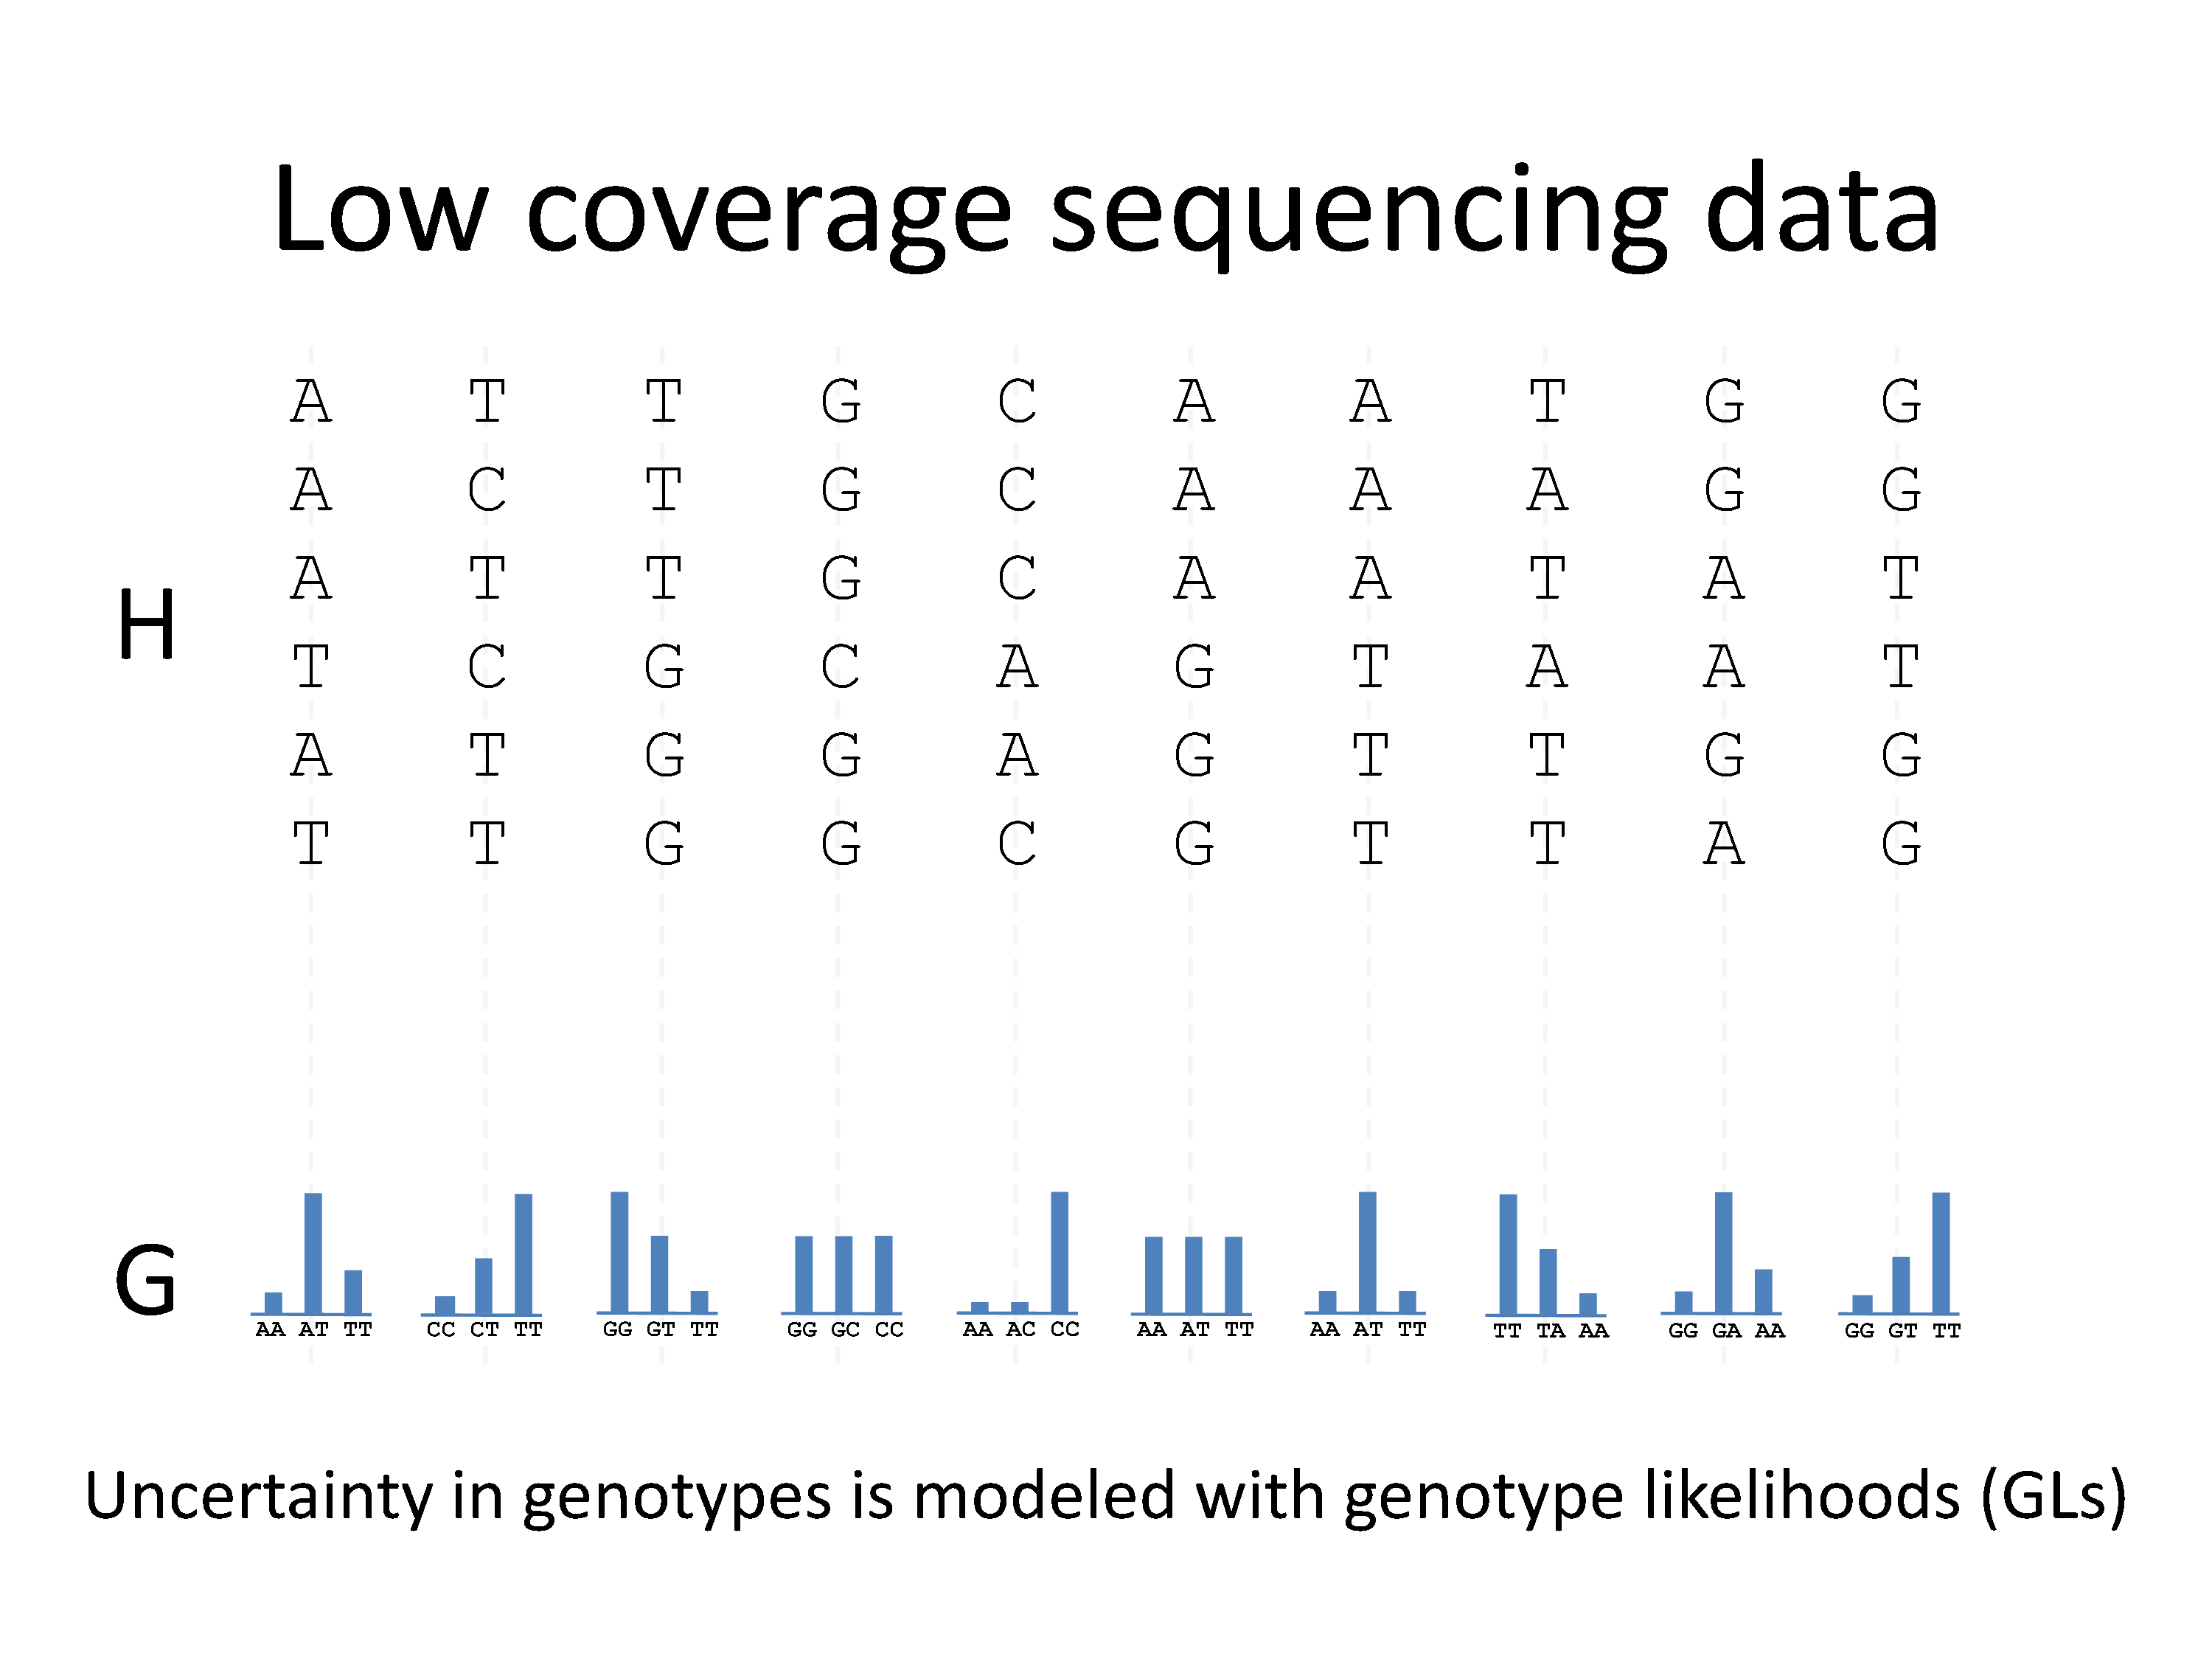 Low coverage sequencing data
A T T G C A A T G G
A C T G C A A A G G
A T T G C A A T A T
H
T C G C A G T A A T
A T G G A G T T G G
T T G G C G T T A G
G
AA AT TT CC CT TT GG GT TT GG GC CC AA AC CC AA AT TT AA AT TT TT TA AA GG GA AA GG GT TT
Uncertainty in genotypes is modeled with genotype likelihoods (GLs)